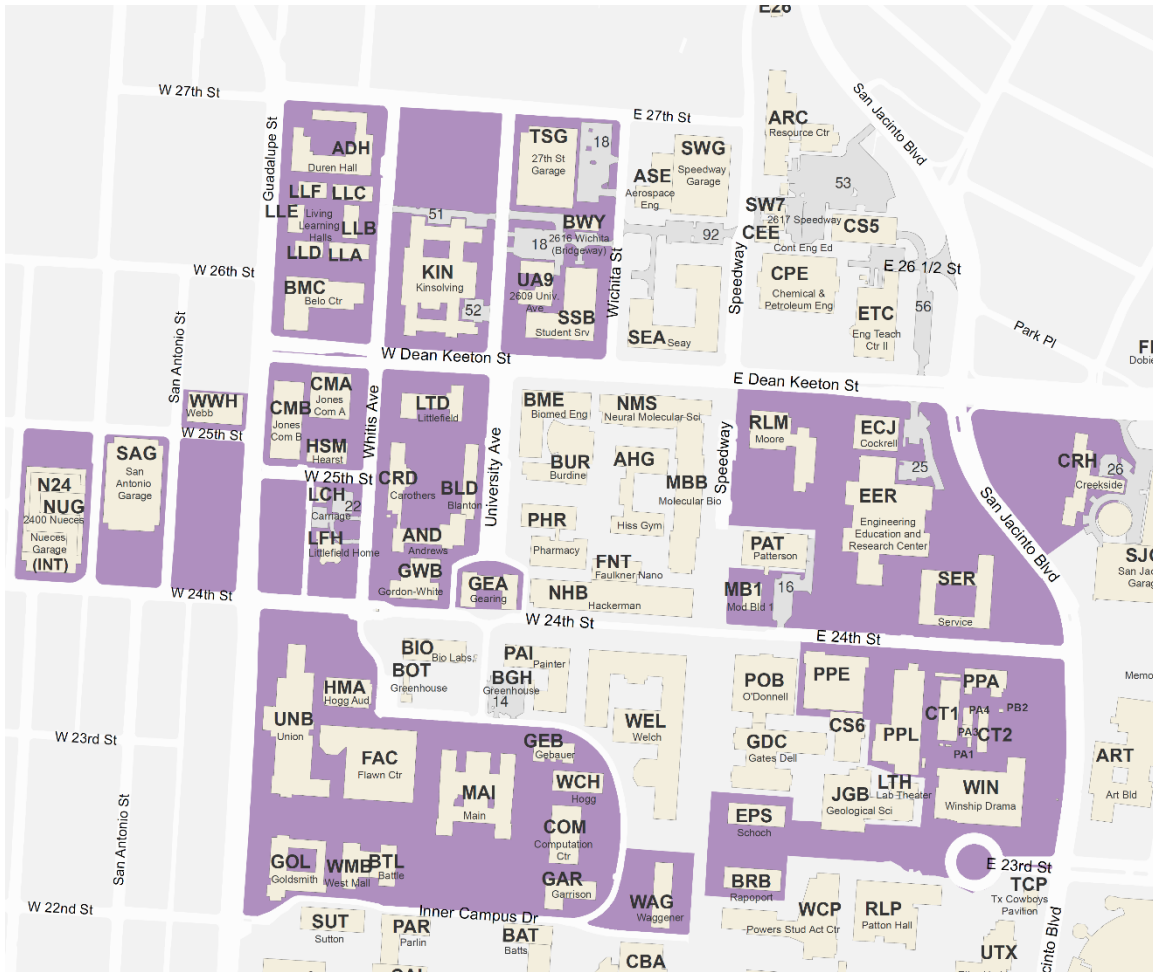 E26
W 27th St
E 27th St
San Jacinto Blvd
Guadalupe St
ADH
Duren Hall
TSG
27th St
Garage
18
ASE
Aerospace
Eng
SWG
Speedway
Garage
ARC
Resource Ctr
53
LLF
LLC
LLE
Living
Learning
Halls
LLB
LLD
LLA
51
18
BWY
2616 Wichita
(Bridgeway)
92
SW7
2617 Speedway
CEE
Cont Eng Ed
CS5
W 26th St
E 26 1/2 St
BMC
Belo Ctr
KIN
Kinsolving
52
UA9
2609 Univ.
Ave
SSB
Student Srv
Wichita St
SEA
Seay
Speedway
CPE
Chemical &
Petroleum Eng
ETC
Eng Teach
Ctr II
56
Park Pl
Dobie
San Antonio St
W Dean Keeton St
E Dean Keeton St
WWH
Webb
W 25th St
CMA
Jones
Com A
CMB
Jones
Com B
HSM
Hearst
Whitis Ave
LTD
Littlefield
University Ave
BME
Biomed Eng
NMS
Neural Molecular Sci
BUR
Burdine
AHG
Hiss Gym
MBB
Molecular Bio
Speedway
RLM
Moore
ECJ
Cockrell
25
CRH
Creekside
26
SAG
San
Antonio
Garage
N24
NUG
2400 Nueces
Nueces
Garage
(INT)
W 25th St
LCH
Carriage
22
LFH
Littlefield Home
CRD
Carothers
BLD
Blanton
AND
Andrews
GWB
Gordon-White
GEA
Gearing
PHR
Pharmacy
FNT
Faulkner Nano
NHB
Hackerman
PAT
Patterson
MB1
Mod Bld 1
16
EER
Engineering
Education and
Research Center
SER
Service
San Jacinto Blvd
SJG
San Jac
Garag
W 24th St
W 24th St
E 24th St
BIO
Bio Labs.
BOT
Greenhouse
PAI
Painter
BGH
Greenhouse
14
HMA
Hogg Aud
UNB
Union
WEL
Welch
POB
O'Donnell
PPE
PPL
CS6
CT1
PPA
PA4
PB2
PA3
CT2
PA1
Memo
W 23rd St
FAC
Flawn Ctr
GEB
Gebauer
MAI
Main
WCH
Hogg
GDC
Gates Dell
JGB
Geological Sci
LTH
Lab Theater
WIN
Winship Drama
ART
Art Bld
San Antonio St
COM
Computation
Ctr
EPS
Schoch
GOL
Goldsmith
WMB
West Mall
BTL
Battle
GAR
Garrison
WAG
Waggener
BRB
Rapoport
E 23rd St
TCP
Tx Cowboys
Pavilion
W 22nd St
Inner Campus Dr
SUT
Sutton
PAR
Parlin
BAT
Batts
CBA
WCP
Powers Stud Act Ctr
RLP
Patton Hall
UTX
cinto Blvd